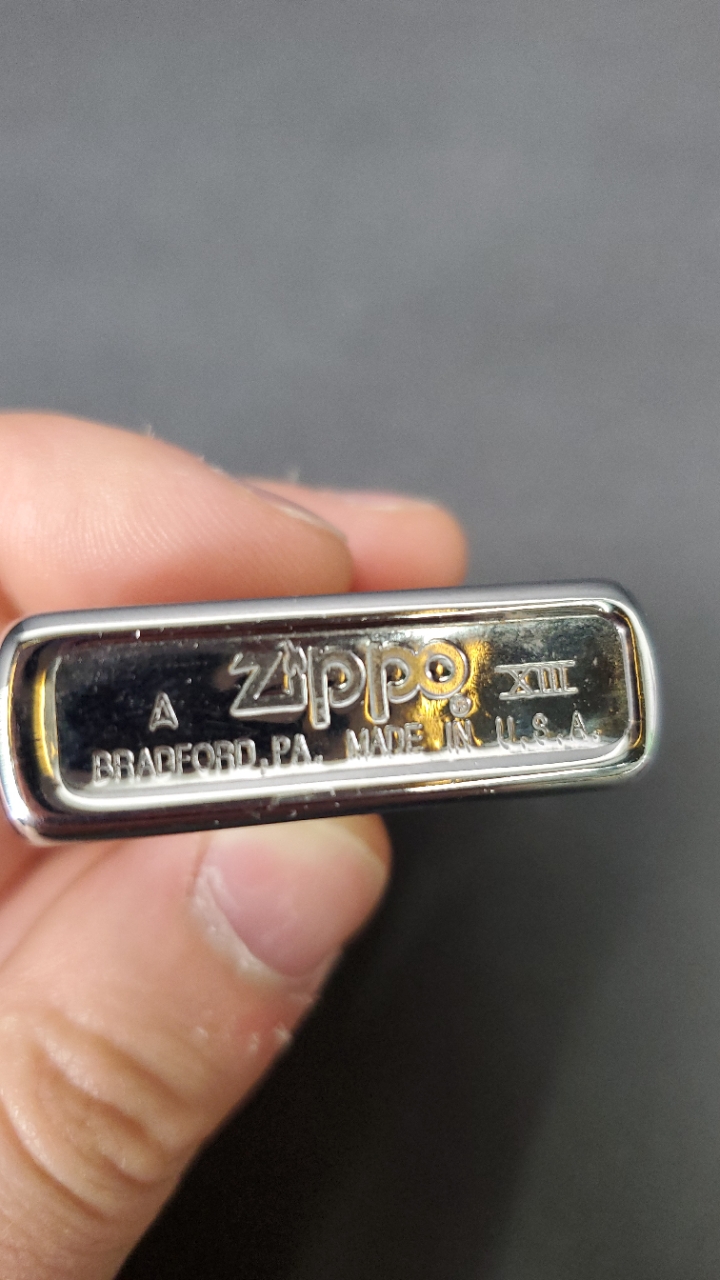 A Zippo® XIII
BRADFORD, PA. MADE IN U.S.A.